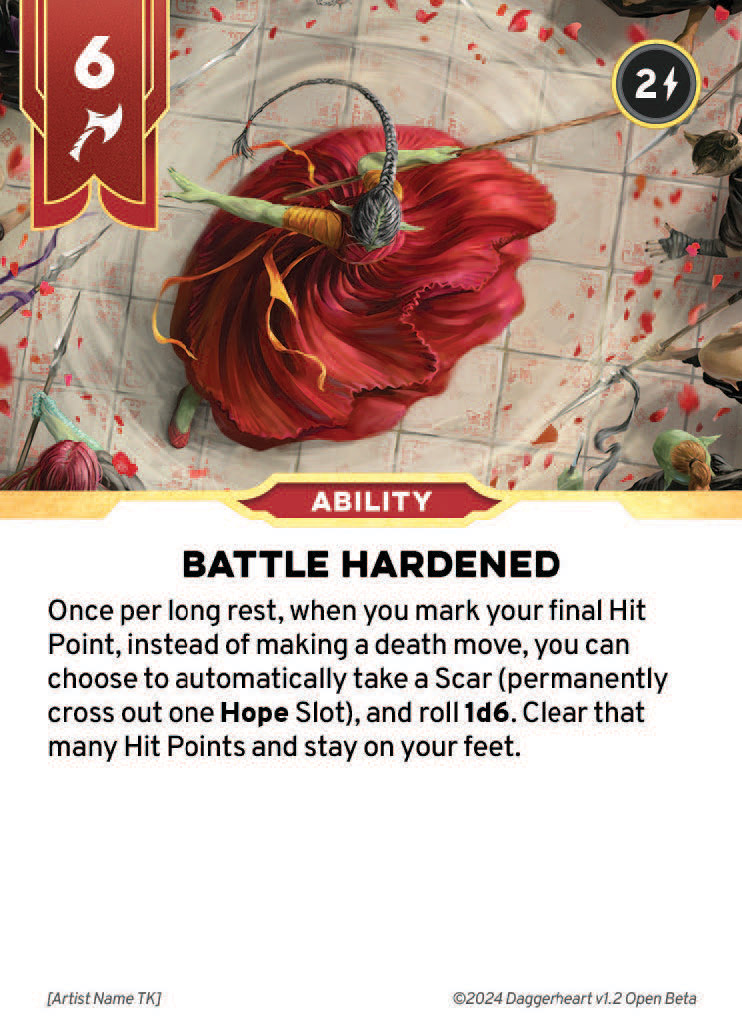 6
2
ABILITY
BATTLE HARDENED
Once per long rest, when you mark your final Hit
Point, instead of making a death move, you can
choose to automatically take a Scar (permanently
cross out one Hope Slot), and roll 1d6. Clear that
many Hit Points and stay on your feet.
[Artist Name TK]
©2024 Daggerheart v1.2 Open Beta